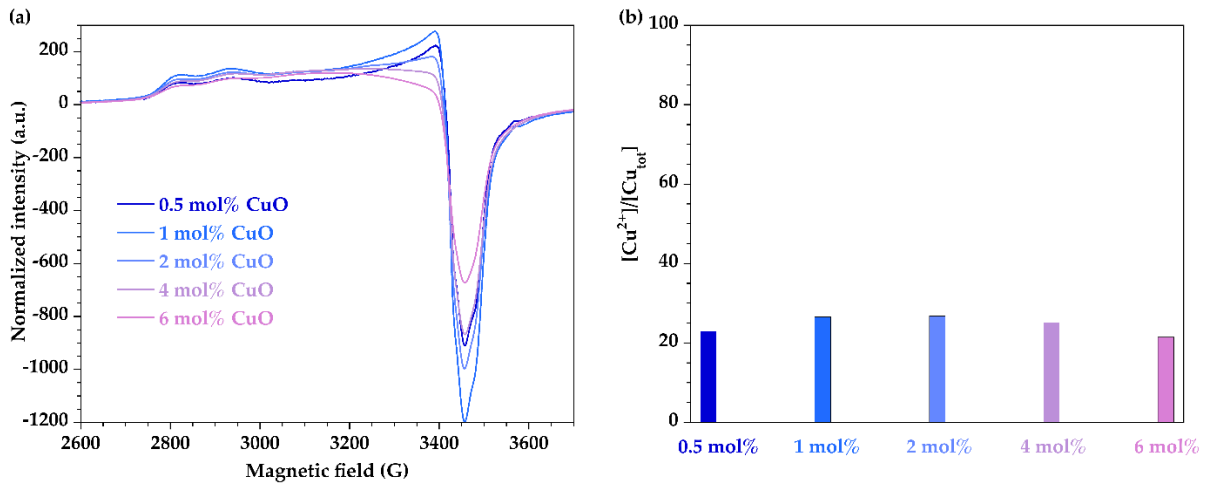 (a)
Normalized intensity (a.u.)
200
0
-200
-400
-600
-800
-1000
-1200
0.5 mol% CuO
1 mol% CuO
2 mol% CuO
4 mol% CuO
6 mol% CuO
2600 2800 3000 3200 3400 3600
Magnetic field (G)
(b)
[Cu²⁺]/[Cu_tot]
100
80
60
40
20
0
0.5 mol% 1 mol% 2 mol% 4 mol% 6 mol%